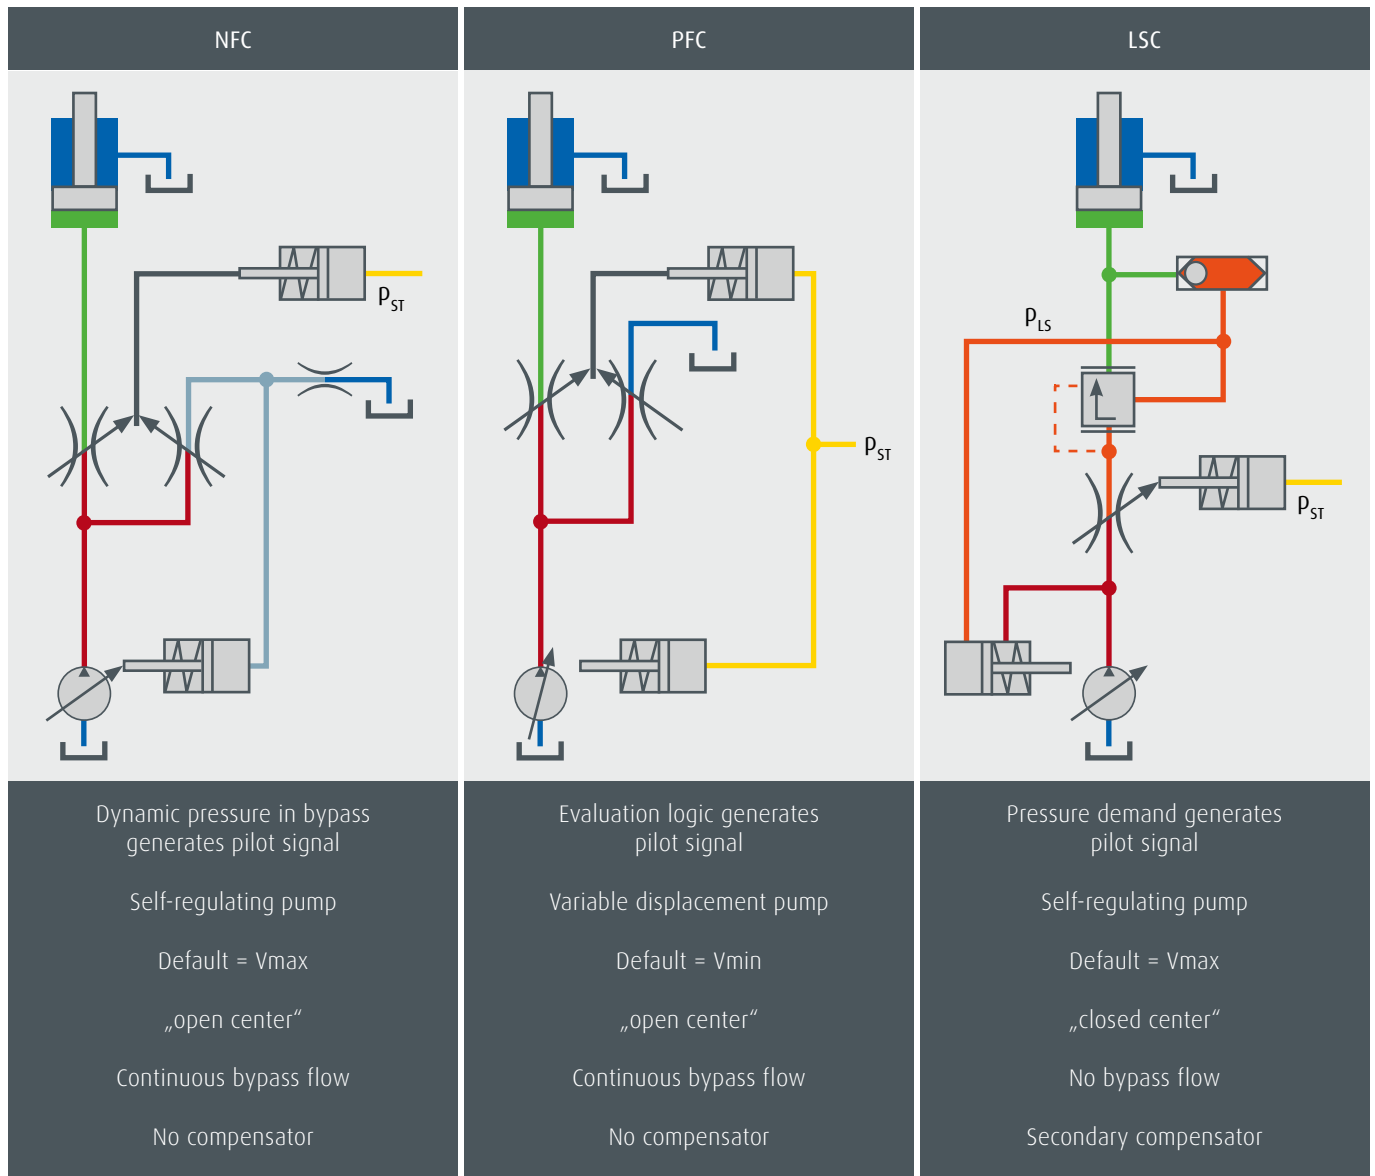 NFC
PFC
LSC
pST
pST
pLS
pST
Dynamic pressure in bypass
generates pilot signal
Self-regulating pump
Default = Vmax
„open center“
Continuous bypass flow
No compensator
Evaluation logic generates
pilot signal
Variable displacement pump
Default = Vmin
„open center“
Continuous bypass flow
No compensator
Pressure demand generates
pilot signal
Self-regulating pump
Default = Vmax
„closed center“
No bypass flow
Secondary compensator